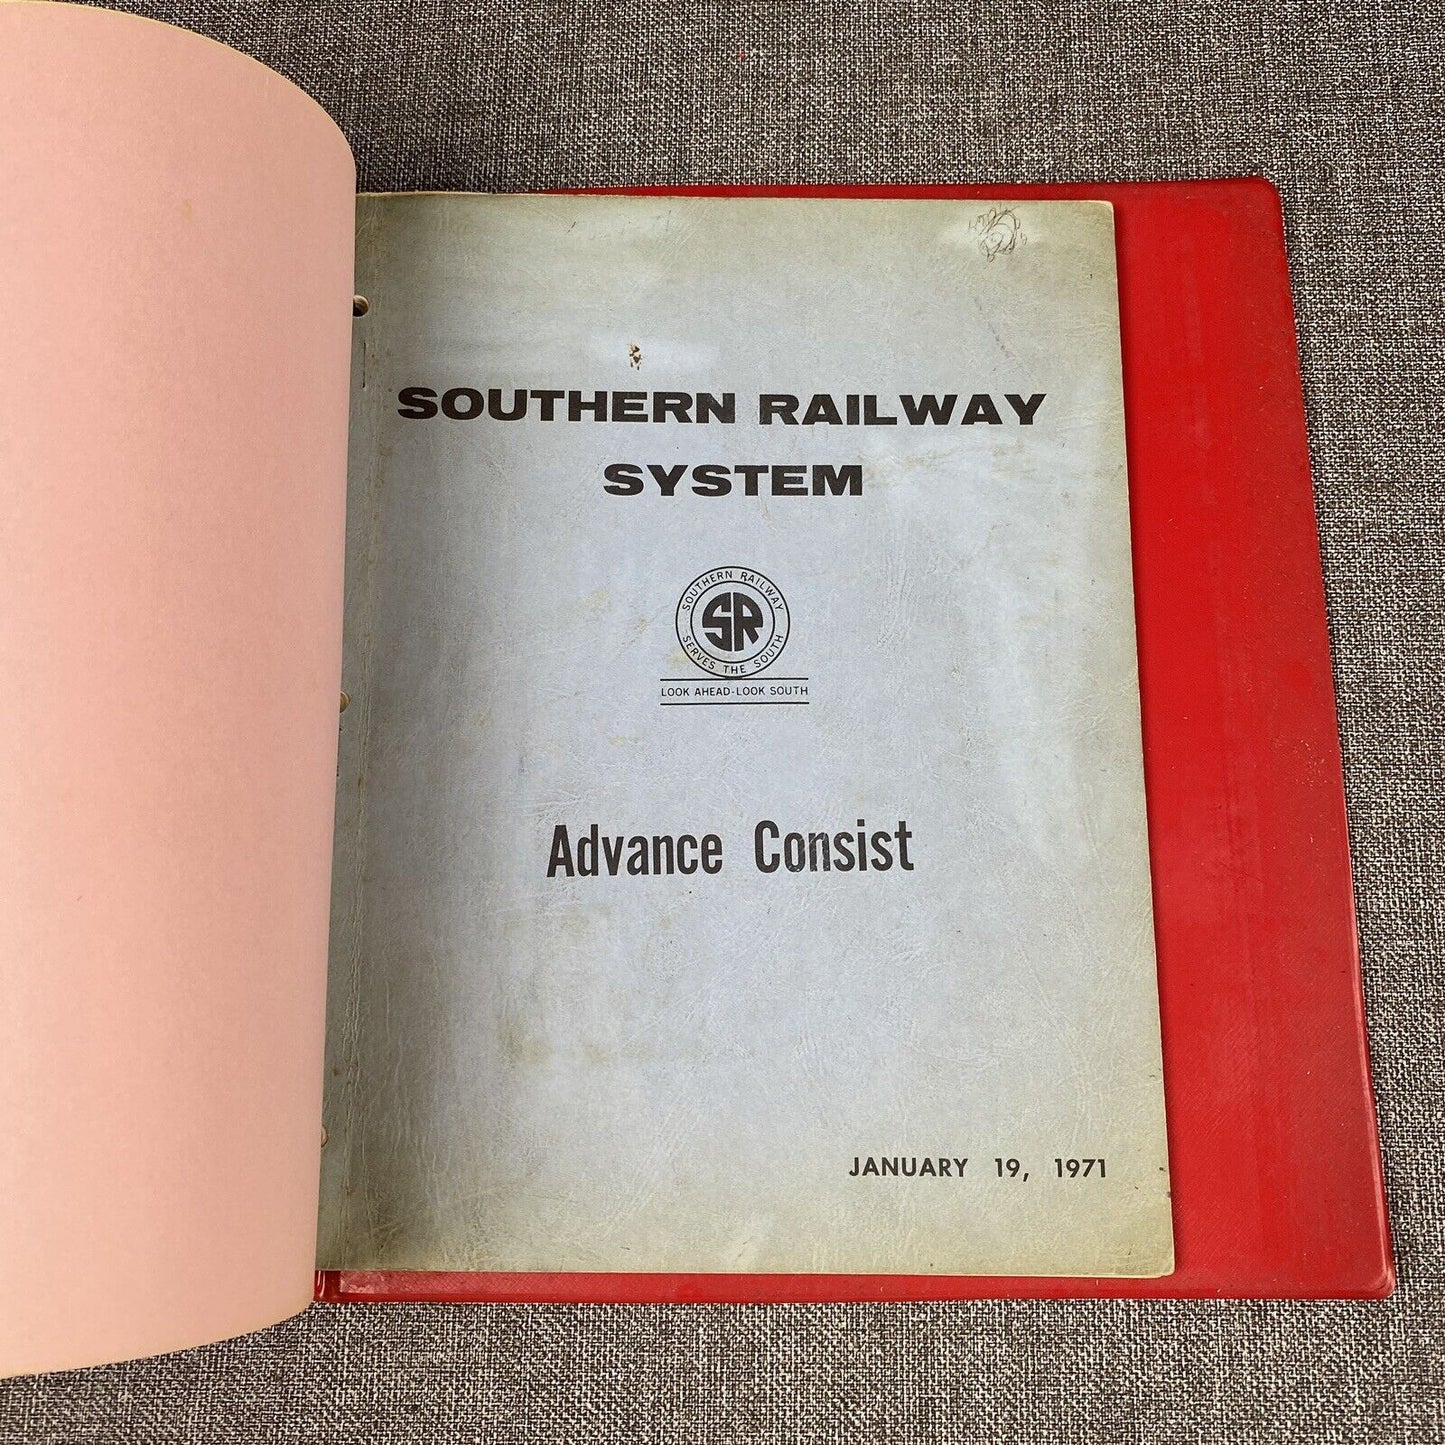 SOUTHERN RAILWAY
SYSTEM
SOUTHERN RAILWAY
SR
SERVES THE SOUTH
LOOK AHEAD-LOOK SOUTH
Advance Consist
JANUARY 19, 1971